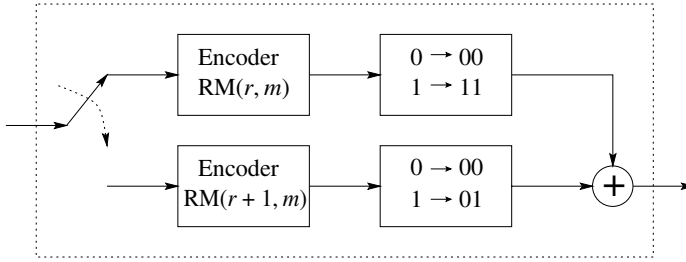 Encoder
RM(r, m)
0 → 00
1 → 11
Encoder
RM(r + 1, m)
0 → 00
1 → 01
+